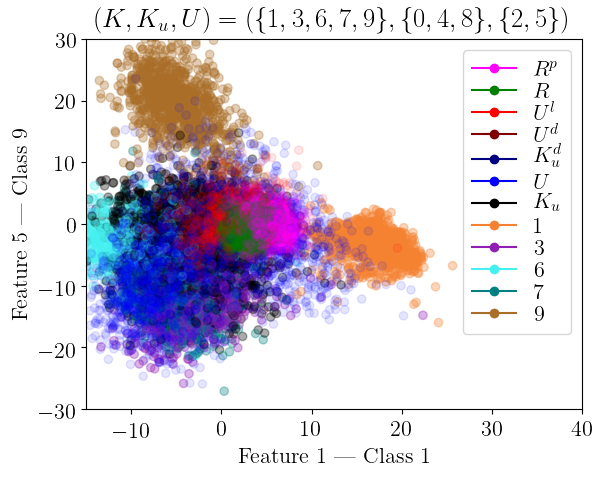 (K, K_u, U) = ({1, 3, 6, 7, 9}, {0, 4, 8}, {2, 5})
30
20
10
0
−10
−20
−30
Feature 5 — Class 9
R^p
R
U^l
U^d
K_u^d
U
K_u
1
3
6
7
9
−10
0
10
20
30
40
Feature 1 — Class 1